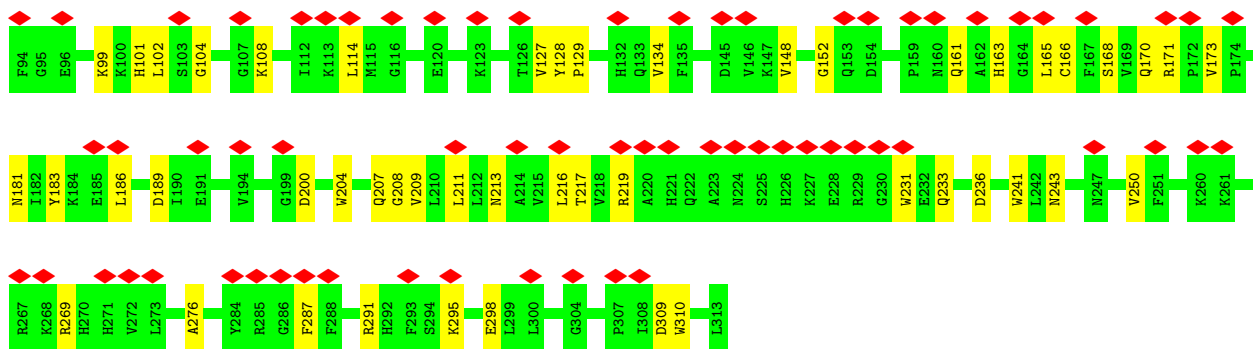 F94 G95 E96 K99 K100 H101 L102 S103 G104 G107 K108 I112 K113 L114 M115 G116 E120 K123 T126 V127 Y128 P129 H132 Q133 V134 F135 D145 V146 K147 V148 G152 Q153 D154 P159 N160 Q161 A162 H163 G164 L165 C166 F167 S168 V169 Q170 R171 P172 V173 P174
N181 I182 Y183 K184 E185 L186 D189 I190 E191 V194 G199 D200 W204 Q207 G208 V209 L210 L211 L212 N213 A214 V215 L216 T217 V218 R219 A220 H221 Q222 A223 N224 S225 H226 K227 E228 R229 G230 W231 E232 Q233 D236 W241 L242 N243 N247 V250 F251 K260 K261
R267 K268 R269 H270 H271 V272 L273 A276 Y284 R285 G286 F287 F288 R291 H292 F293 S294 K295 E298 L299 L300 G304 P307 I308 D309 W310 L313